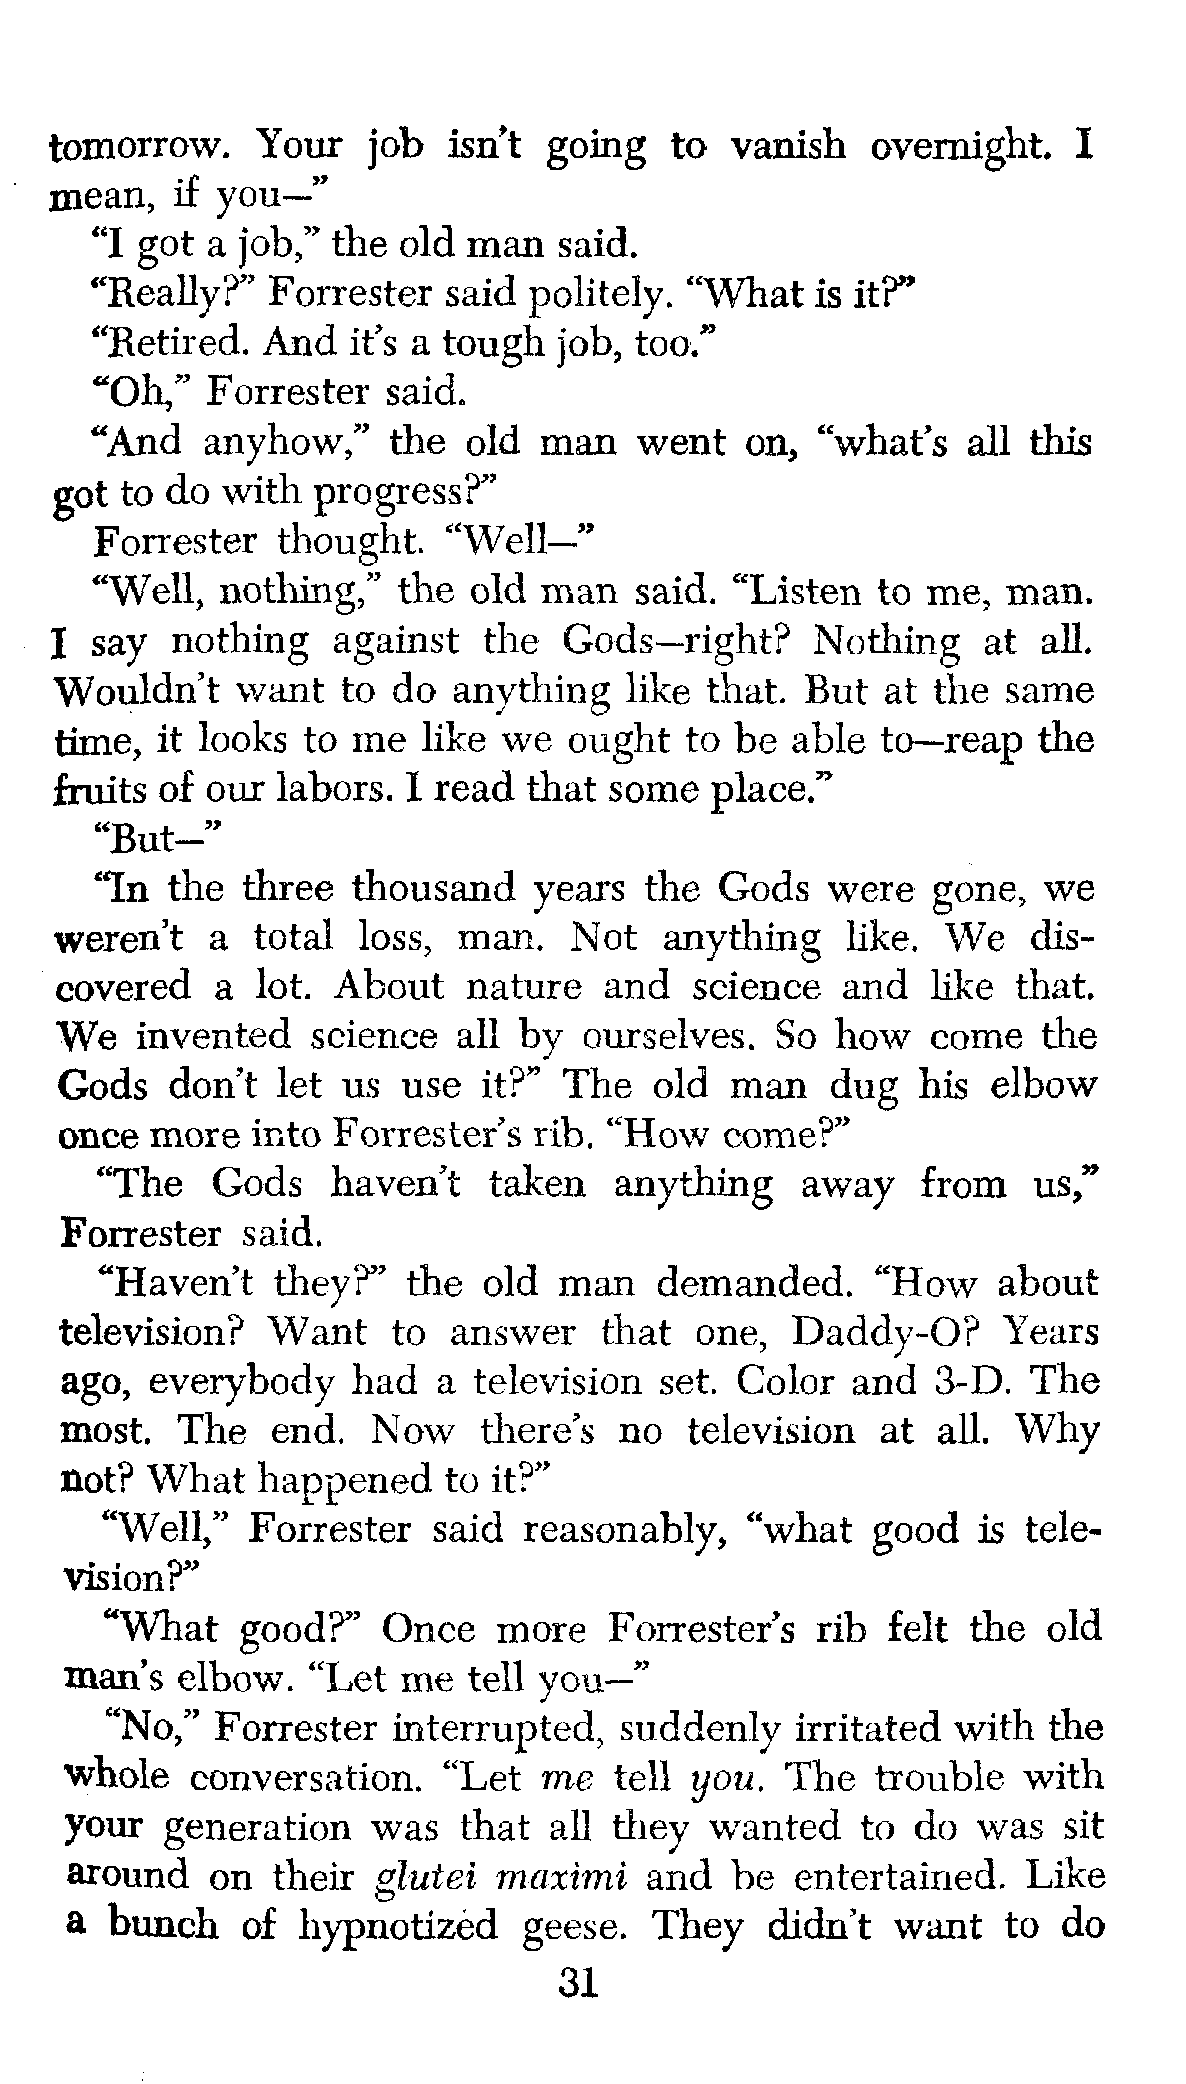 tomorrow. Your job isn't going to vanish overnight. I
mean, if you—”
“I got a job,” the old man said.
“Really?” Forrester said politely. “What is it?”
“Retired. And it's a tough job, too.”
“Oh,” Forrester said.
“And anyhow,” the old man went on, “what's all this
got to do with progress?”
Forrester thought. “Well—”
“Well, nothing,” the old man said. “Listen to me, man.
I say nothing against the Gods—right? Nothing at all.
Wouldn't want to do anything like that. But at the same
time, it looks to me like we ought to be able to—reap the
fruits of our labors. I read that some place.”
“But—”
“In the three thousand years the Gods were gone, we
weren't a total loss, man. Not anything like. We dis-
covered a lot. About nature and science and like that.
We invented science all by ourselves. So how come the
Gods don't let us use it?” The old man dug his elbow
once more into Forrester's rib. “How come?”
“The Gods haven't taken anything away from us,”
Forrester said.
“Haven't they?” the old man demanded. “How about
television? Want to answer that one, Daddy-O? Years
ago, everybody had a television set. Color and 3-D. The
most. The end. Now there's no television at all. Why
not? What happened to it?”
“Well,” Forrester said reasonably, “what good is tele-
vision?”
“What good?” Once more Forrester's rib felt the old
man's elbow. “Let me tell you—”
“No,” Forrester interrupted, suddenly irritated with the
whole conversation. “Let me tell you. The trouble with
your generation was that all they wanted to do was sit
around on their glutei maximi and be entertained. Like
a bunch of hypnotized geese. They didn't want to do
31